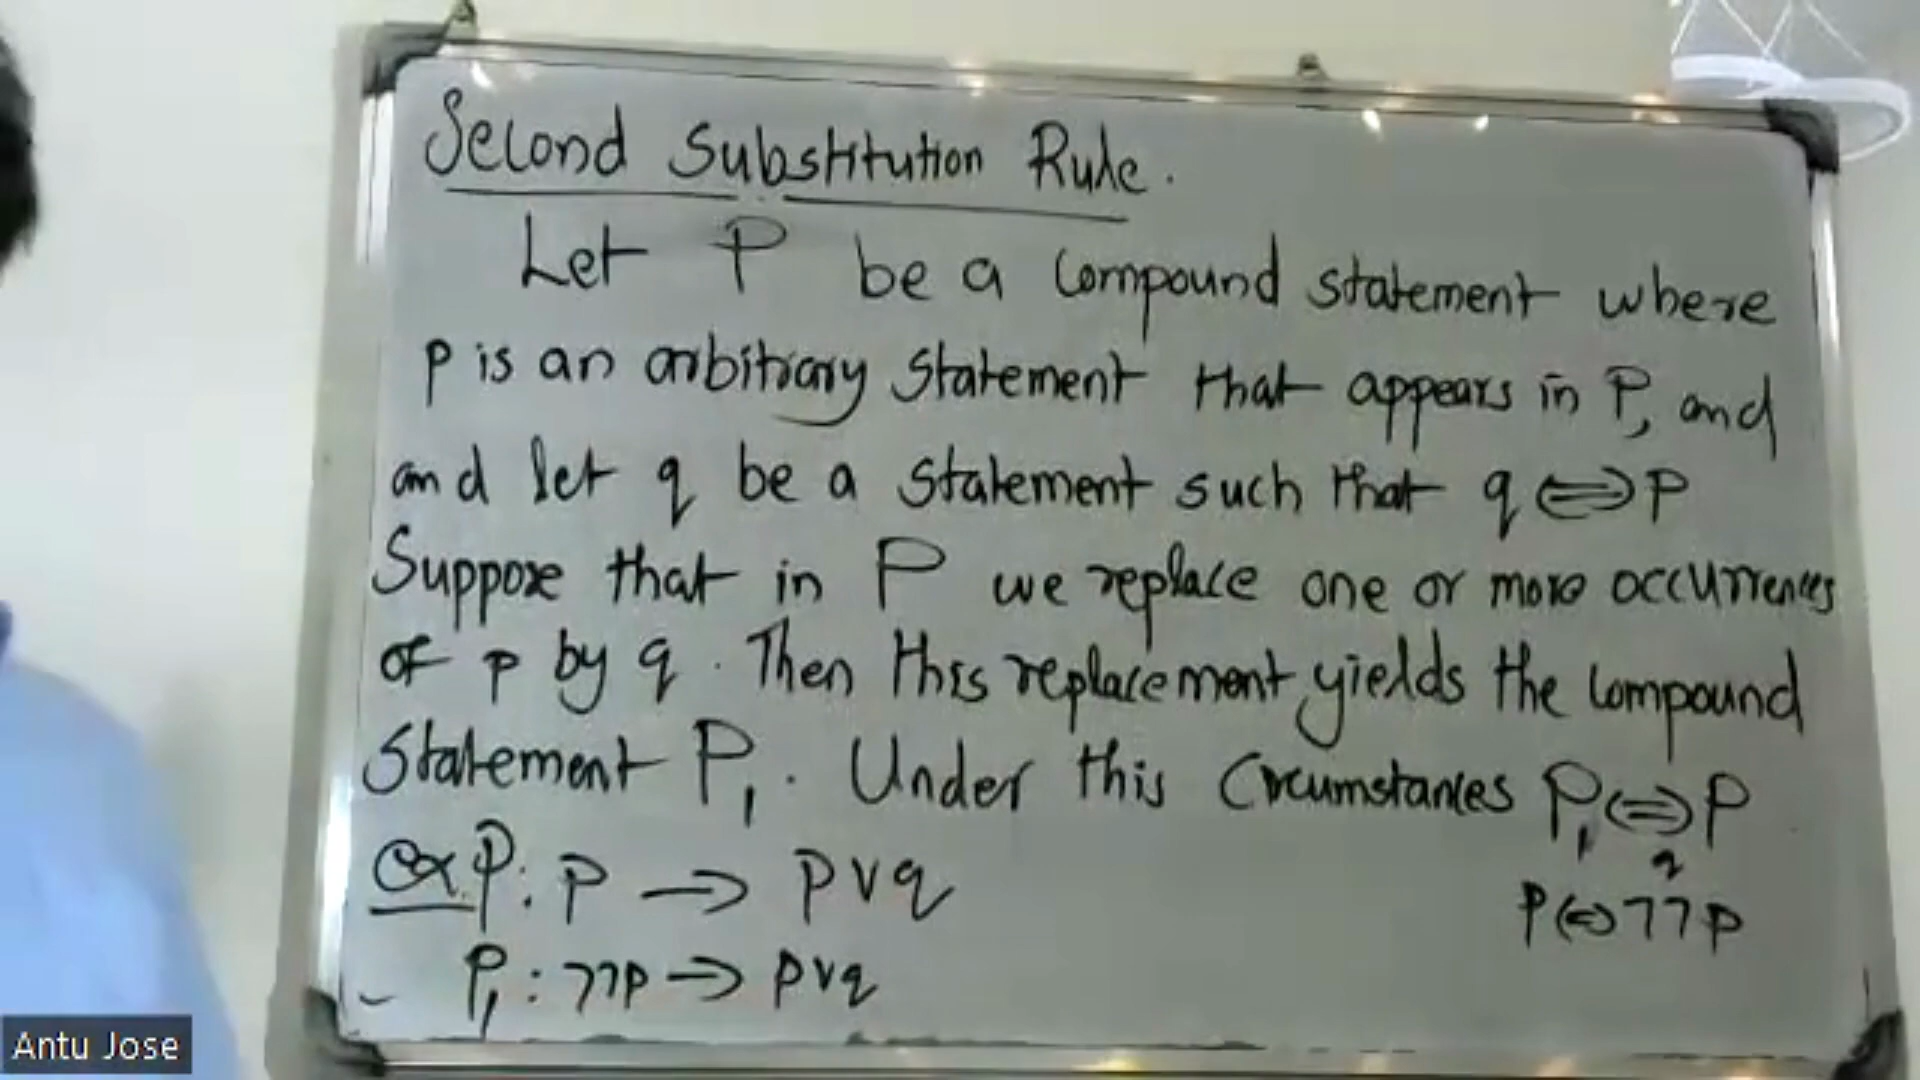 Second Substitution Rule.
Let P be a compound statement where
p is an arbitrary statement that appears in P, and
and let q be a statement such that q ⇔ p
Suppose that in P we replace one or more occurrences
of p by q. Then this replacement yields the compound
statement P₁. Under this Circumstances P₁ ⇔ P
ex P: p → p∨q
q
p ⇔ ¬¬p
P₁: ¬¬p → p∨q
Antu Jose